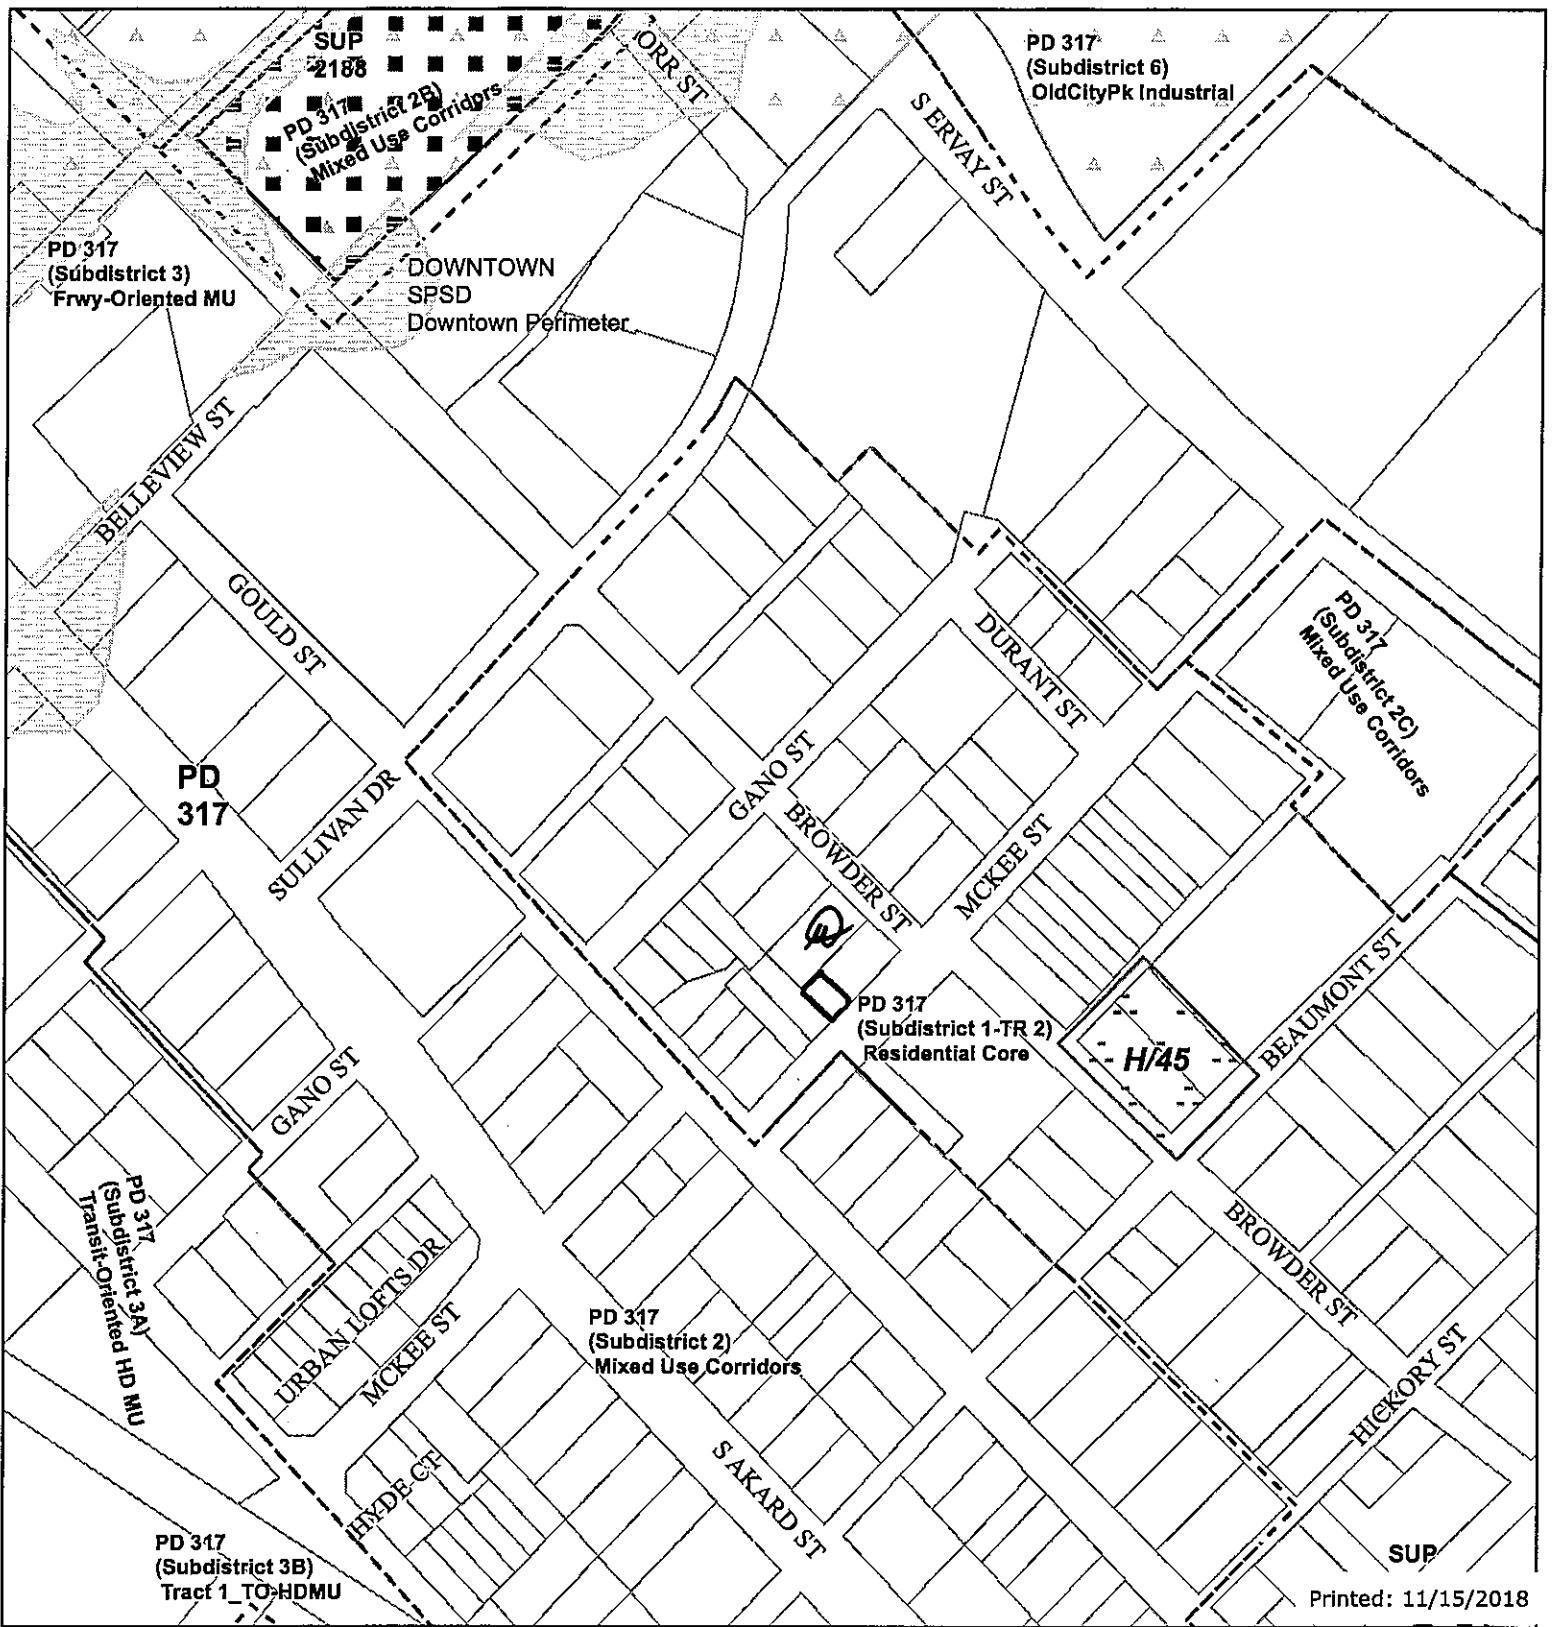 SUP
2188
PD 317
(Subdistrict 2B)
Mixed Use Corridors
ORR ST
S ERVAY ST
PD 317
(Subdistrict 6)
OldCityPk Industrial
PD 317
(Subdistrict 3)
Frwy-Oriented MU
DOWNTOWN
SPSD
Downtown Perimeter
BELLEVIEW ST
GOULD ST
DURANT ST
PD 317
(Subdistrict 2C)
Mixed Use Corridors
PD
317
SULLIVAN DR
GANO ST
BROWDER ST
MCKEE ST
PD 317
(Subdistrict 1-TR 2)
Residential Core
H/45
BEAUMONT ST
GANO ST
PD 317
(Subdistrict 3A)
Transit-Oriented HD MU
URBAN LOFTS DR
MCKEE ST
BROWDER ST
PD 317
(Subdistrict 2)
Mixed Use Corridors
HICKORY ST
HYDE CT
S AKARD ST
PD 317
(Subdistrict 3B)
Tract 1_TO-HDMU
SUP
Printed: 11/15/2018